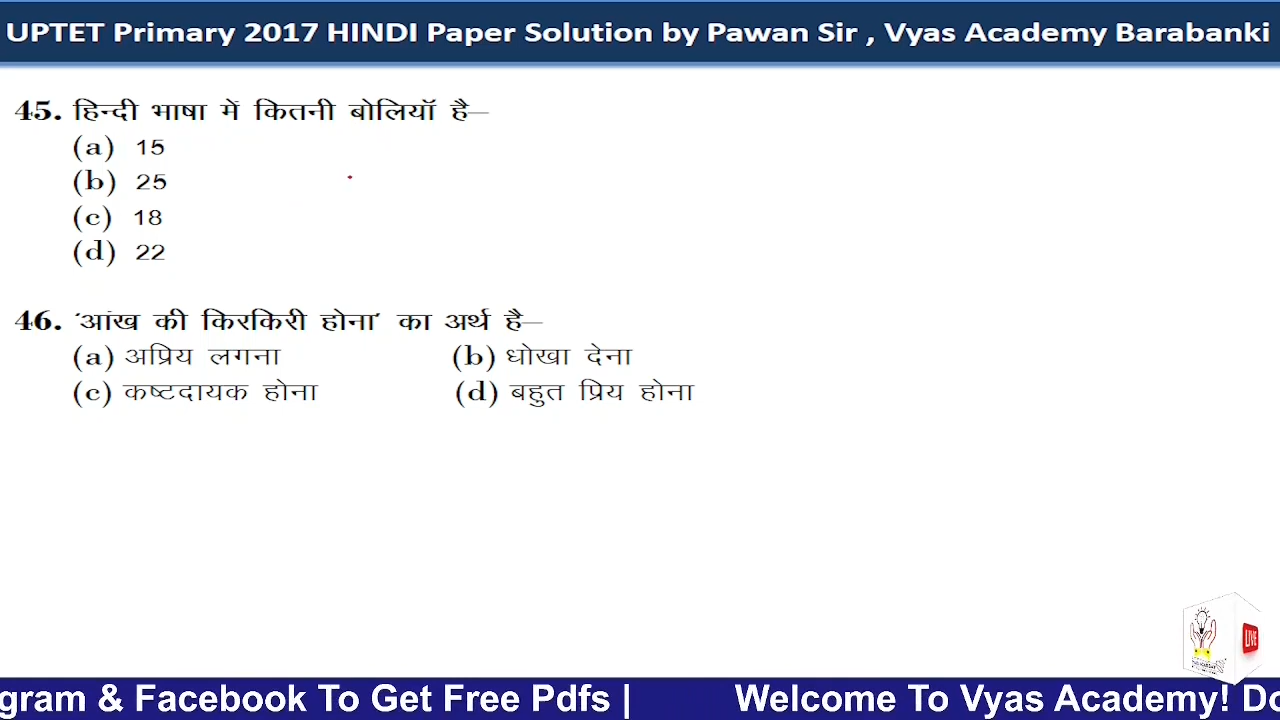 UPTET Primary 2017 HINDI Paper Solution by Pawan Sir , Vyas Academy Barabanki
45. हिन्दी भाषा में कितनी बोलियॉ है–
(a) 15
(b) 25
(c) 18
(d) 22
46. 'आंख की किरकिरी होना' का अर्थ है–
(a) अप्रिय लगना (b) धोखा देना
(c) कष्टदायक होना (d) बहुत प्रिय होना
LIVE
gram & Facebook To Get Free Pdfs | Welcome To Vyas Academy! Do